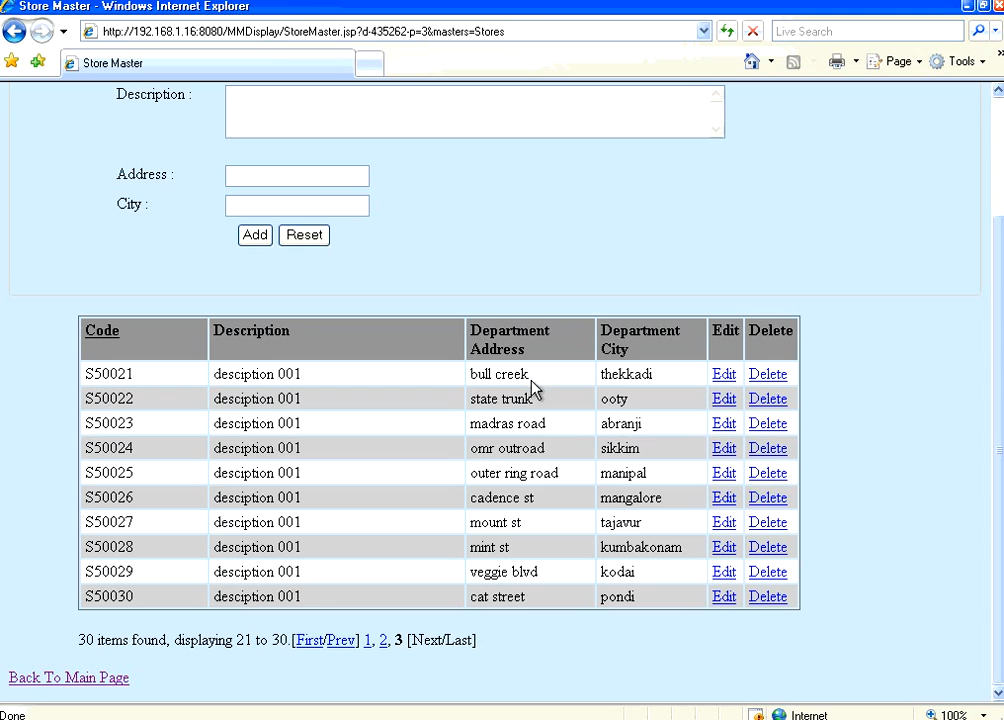 Store Master - Windows Internet Explorer
http://192.168.1.16:8080/MMDisplay/StoreMaster.jsp?d-435262-p=3&masters=Stores
Live Search
Store Master
Page
Tools
Description :
Address :
City :
Add Reset
Code Description Department Address Department City Edit Delete
S50021 desciption 001 bull creek thekkadi Edit Delete
S50022 desciption 001 state trunk ooty Edit Delete
S50023 desciption 001 madras road abranji Edit Delete
S50024 desciption 001 omr outroad sikkim Edit Delete
S50025 desciption 001 outer ring road manipal Edit Delete
S50026 desciption 001 cadence st mangalore Edit Delete
S50027 desciption 001 mount st tajavur Edit Delete
S50028 desciption 001 mint st kumbakonam Edit Delete
S50029 desciption 001 veggie blvd kodai Edit Delete
S50030 desciption 001 cat street pondi Edit Delete
30 items found, displaying 21 to 30.[First/Prev] 1, 2, 3 [Next/Last]
Back To Main Page
Done
Internet
100%